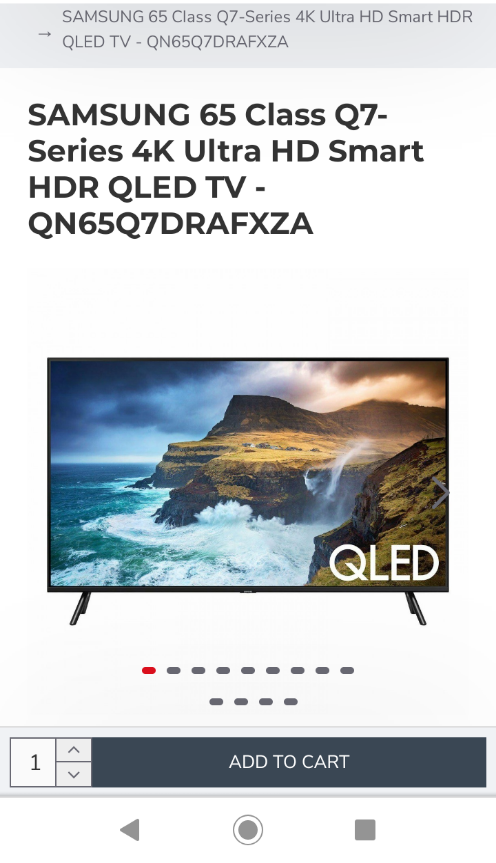 → SAMSUNG 65 Class Q7-Series 4K Ultra HD Smart HDR
QLED TV - QN65Q7DRAFXZA
SAMSUNG 65 Class Q7-
Series 4K Ultra HD Smart
HDR QLED TV -
QN65Q7DRAFXZA
QLED
1
ADD TO CART